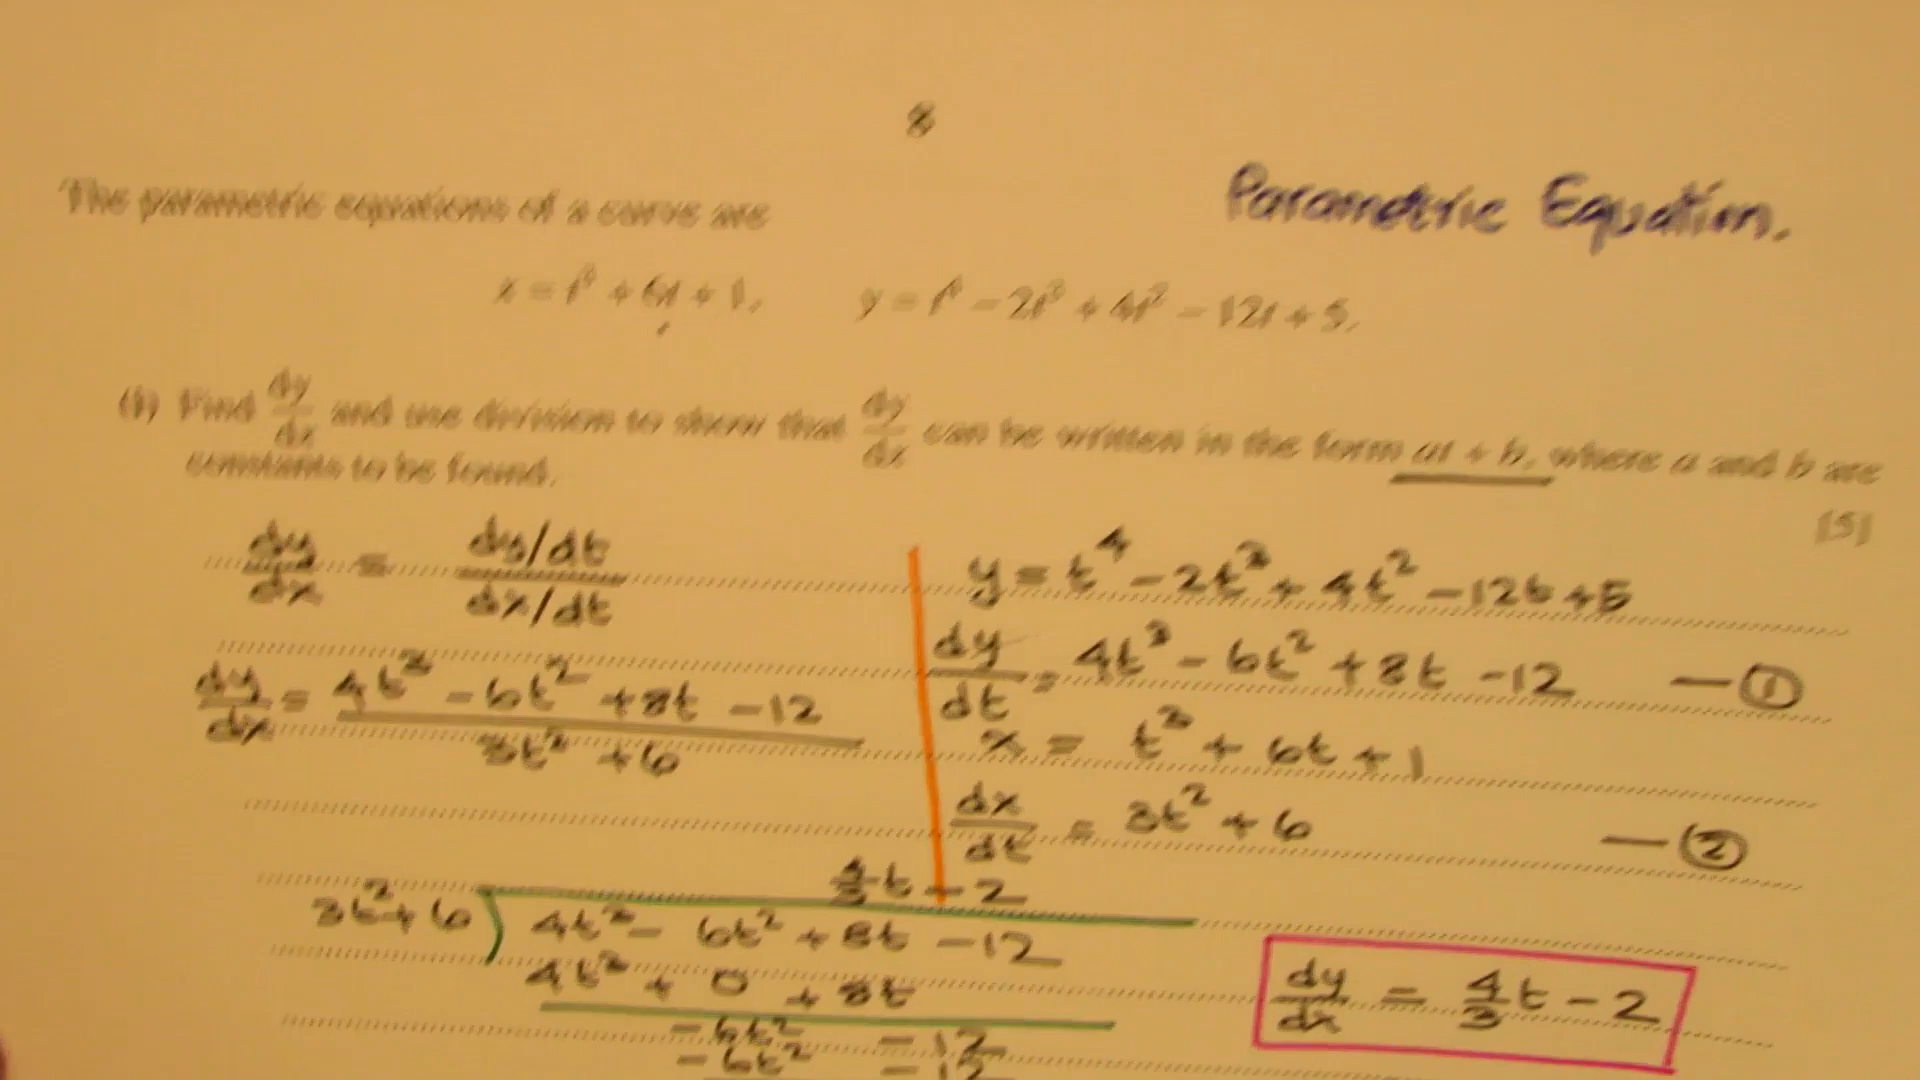 8
Parametric Equation.
The parametric equations of a curve are
x = t³ + 6t + 1, y = t⁴ − 2t³ + 4t² − 12t + 5.
(i) Find dy/dx and use division to show that dy/dx can be written in the form at + b, where a and b are
constants to be found. [5]
dy/dx = (dy/dt)/(dx/dt)
dy/dx = (4t³ − 6t² + 8t − 12)/(3t² + 6)
y = t⁴ − 2t³ + 4t² − 12t + 5
dy/dt = 4t³ − 6t² + 8t − 12 — ①
x = t³ + 6t + 1
dx/dt = 3t² + 6 — ②
4/3 t − 2
3t² + 6 ) 4t³ − 6t² + 8t − 12
4t³ + 0 + 8t
− 6t² − 12
− 6t² − 12
dy/dx = 4/3 t − 2